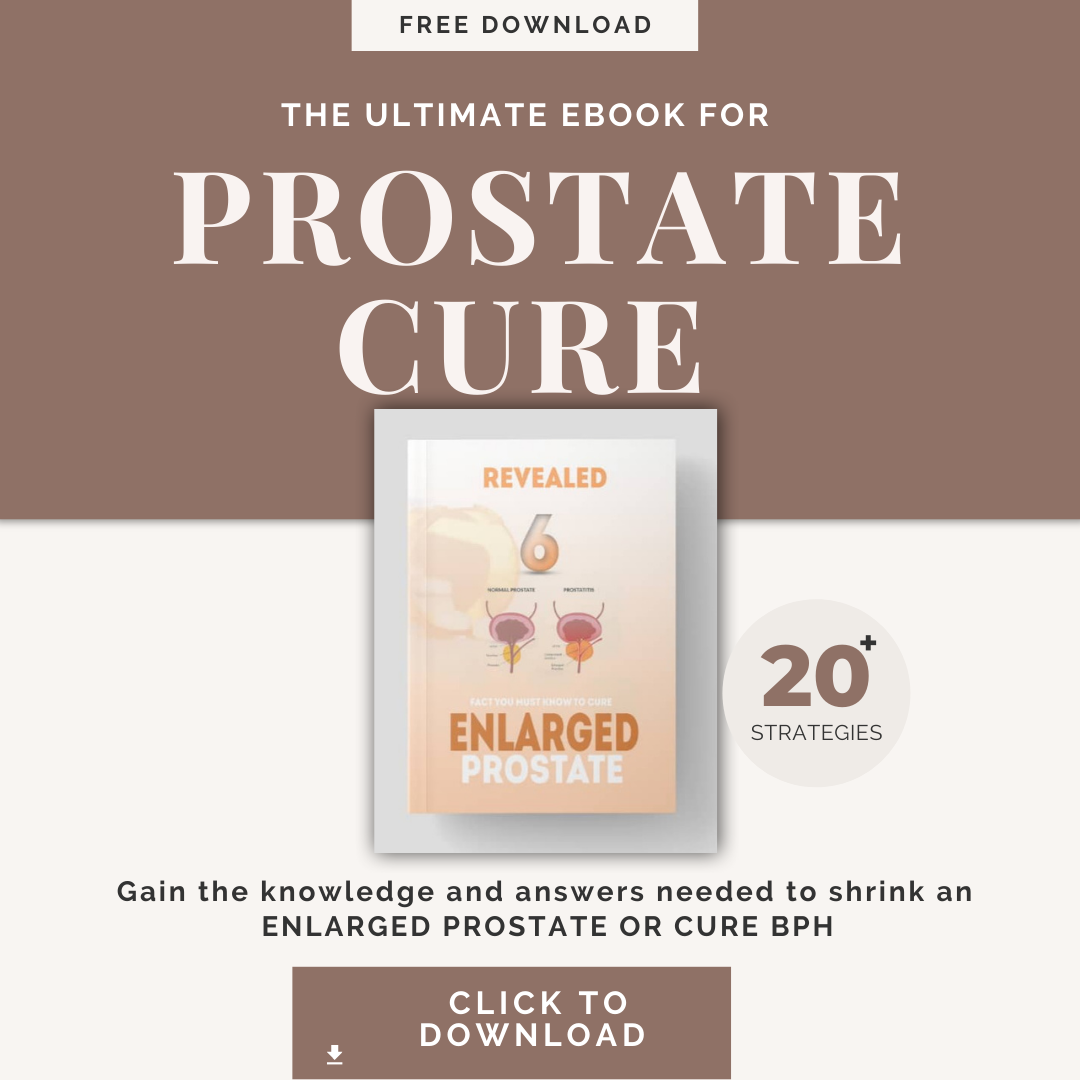 FREE DOWNLOAD
THE ULTIMATE EBOOK FOR
PROSTATE
CURE
REVEALED
6
NORMAL PROSTATE
PROSTATITIS
FACT YOU MUST KNOW TO CURE
ENLARGED
PROSTATE
20+
STRATEGIES
Gain the knowledge and answers needed to shrink an
ENLARGED PROSTATE OR CURE BPH
CLICK TO
DOWNLOAD